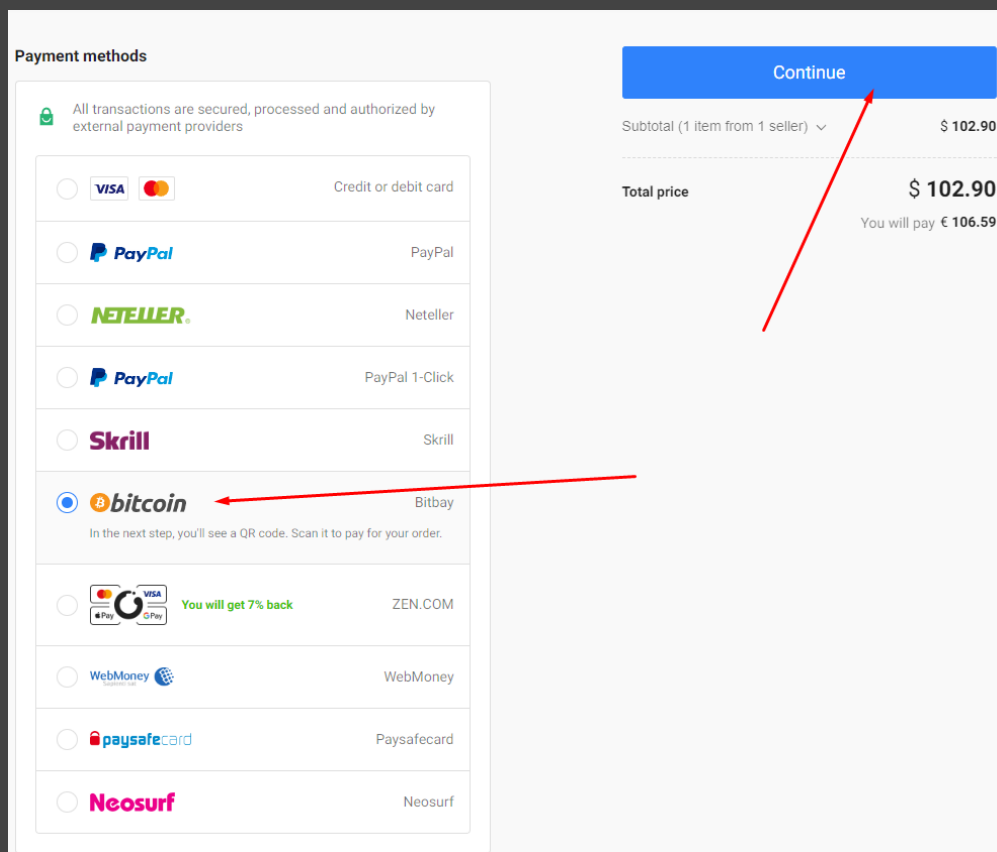 Payment methods
All transactions are secured, processed and authorized by
external payment providers
VISA Credit or debit card
PayPal PayPal
NETELLER® Neteller
PayPal PayPal 1-Click
Skrill Skrill
bitcoin Bitbay
In the next step, you'll see a QR code. Scan it to pay for your order.
VISA
Pay GPay
You will get 7% back ZEN.COM
WebMoney WebMoney
paysafecard Paysafecard
Neosurf Neosurf
Continue
Subtotal (1 item from 1 seller) $ 102.90
Total price $ 102.90
You will pay € 106.59